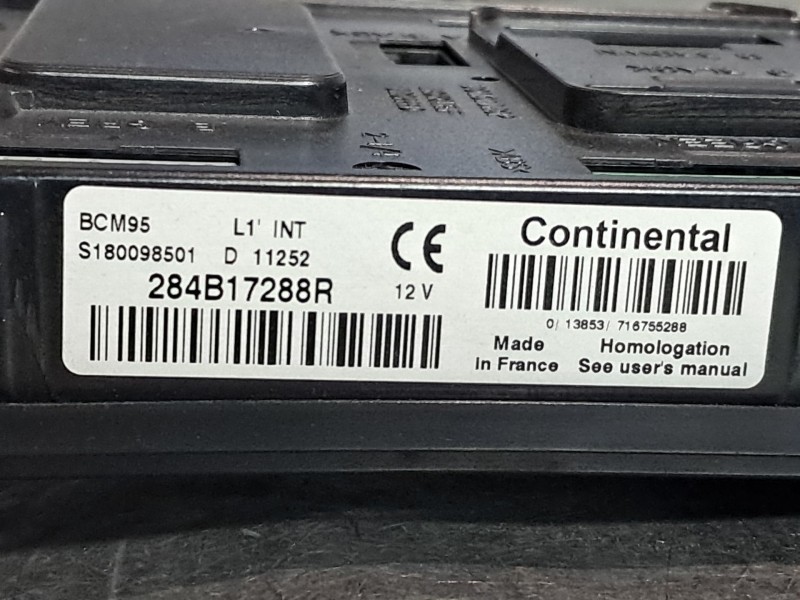 BCM95 L1' INT
S180098501 D 11252
284B17288R
CE
12 V
Continental
0/ 13853/ 716755288
Made
in France
Homologation
See user's manual